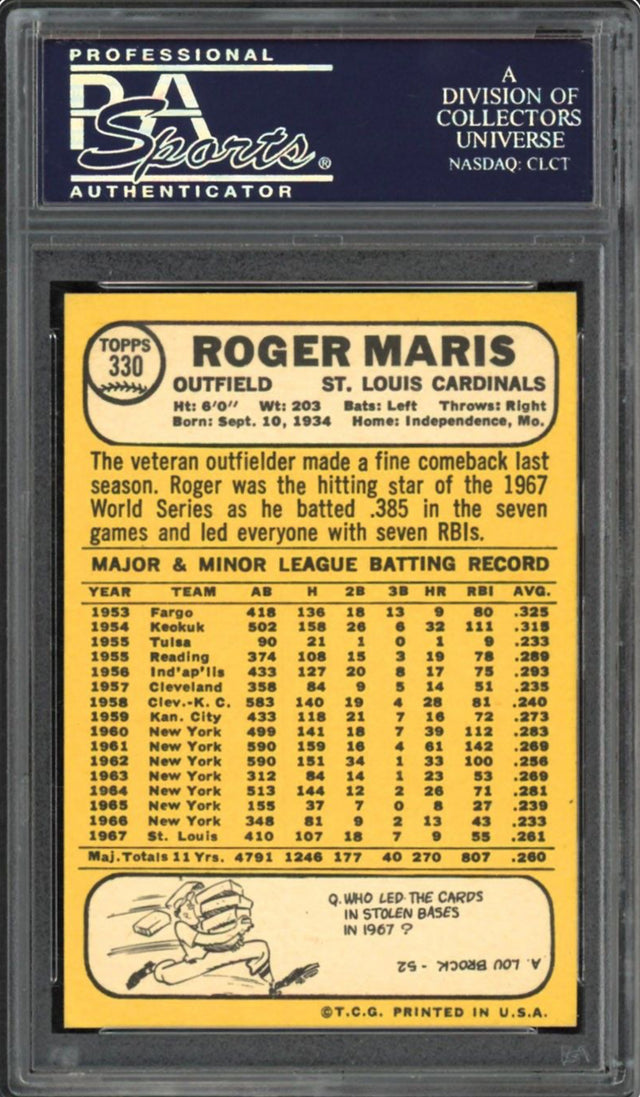 PROFESSIONAL
PSA
Sports®
AUTHENTICATOR
A
DIVISION OF
COLLECTORS
UNIVERSE
NASDAQ: CLCT
TOPPS
330
ROGER MARIS
OUTFIELD ST. LOUIS CARDINALS
Ht: 6'0" Wt: 203 Bats: Left Throws: Right
Born: Sept. 10, 1934 Home: Independence, Mo.
The veteran outfielder made a fine comeback last
season. Roger was the hitting star of the 1967
World Series as he batted .385 in the seven
games and led everyone with seven RBIs.
MAJOR & MINOR LEAGUE BATTING RECORD
YEAR TEAM AB H 2B 3B HR RBI AVG.
1953 Fargo 418 136 18 13 9 80 .325
1954 Keokuk 502 158 26 6 32 111 .315
1955 Tulsa 90 21 1 0 1 9 .233
1955 Reading 374 108 15 3 19 78 .289
1956 Ind'ap'lis 433 127 20 8 17 75 .293
1957 Cleveland 358 84 9 5 14 51 .235
1958 Clev.-K. C. 583 140 19 4 28 81 .240
1959 Kan. City 433 118 21 7 16 72 .273
1960 New York 499 141 18 7 39 112 .283
1961 New York 590 159 16 4 61 142 .269
1962 New York 590 151 34 1 33 100 .256
1963 New York 312 84 14 1 23 53 .269
1964 New York 513 144 12 2 26 71 .281
1965 New York 155 37 7 0 8 27 .239
1966 New York 348 81 9 2 13 43 .233
1967 St. Louis 410 107 18 7 9 55 .261
Maj. Totals 11 Yrs. 4791 1246 177 40 270 807 .260
Q. WHO LED THE CARDS
IN STOLEN BASES
IN 1967?
A. LOU BROCK - 52
©T.C.G. PRINTED IN U.S.A.